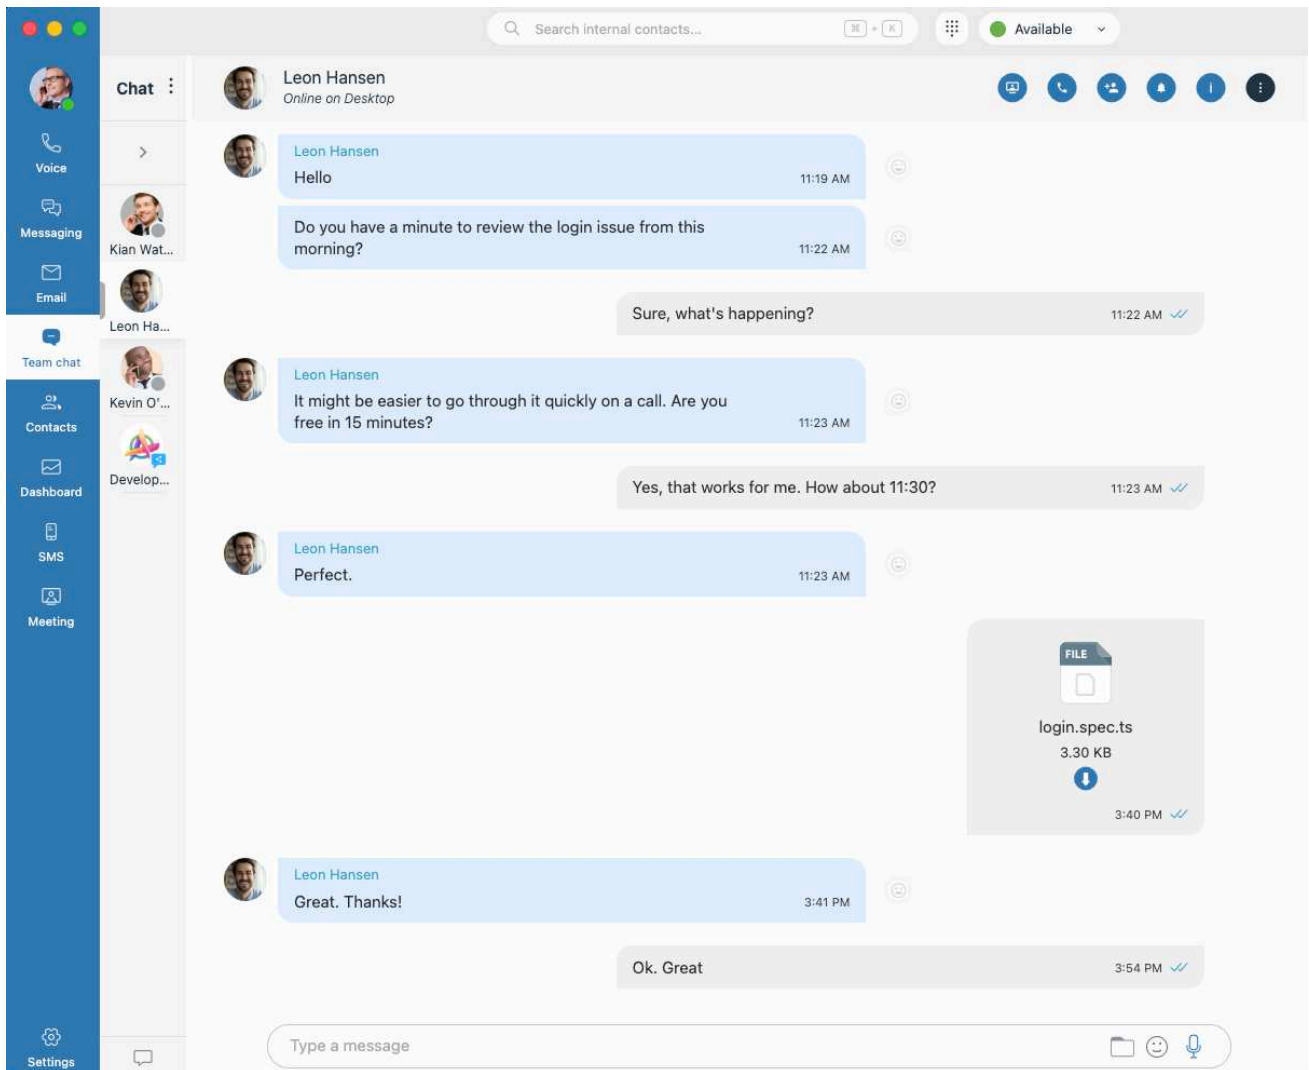 Search internal contacts...
⌘ + K
Available
Chat
Leon Hansen
Online on Desktop
Voice
Messaging
Email
Team chat
Contacts
Dashboard
SMS
Meeting
Settings
Kian Wat...
Leon Ha...
Kevin O'...
Develop...
Leon Hansen
Hello
11:19 AM
Do you have a minute to review the login issue from this
morning?
11:22 AM
Sure, what's happening?
11:22 AM
Leon Hansen
It might be easier to go through it quickly on a call. Are you
free in 15 minutes?
11:23 AM
Yes, that works for me. How about 11:30?
11:23 AM
Leon Hansen
Perfect.
11:23 AM
FILE
login.spec.ts
3.30 KB
3:40 PM
Leon Hansen
Great. Thanks!
3:41 PM
Ok. Great
3:54 PM
Type a message